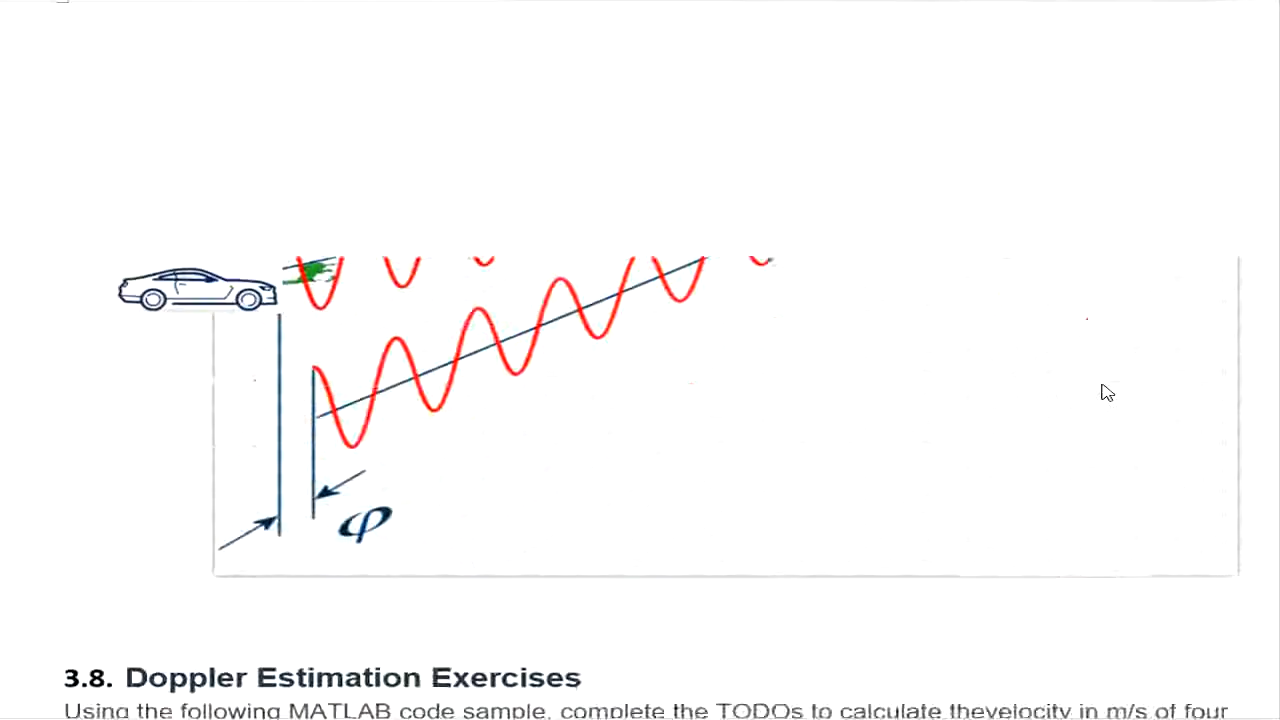 φ
3.8. Doppler Estimation Exercises
Using the following MATLAB code sample, complete the TODOs to calculate thevelocity in m/s of four